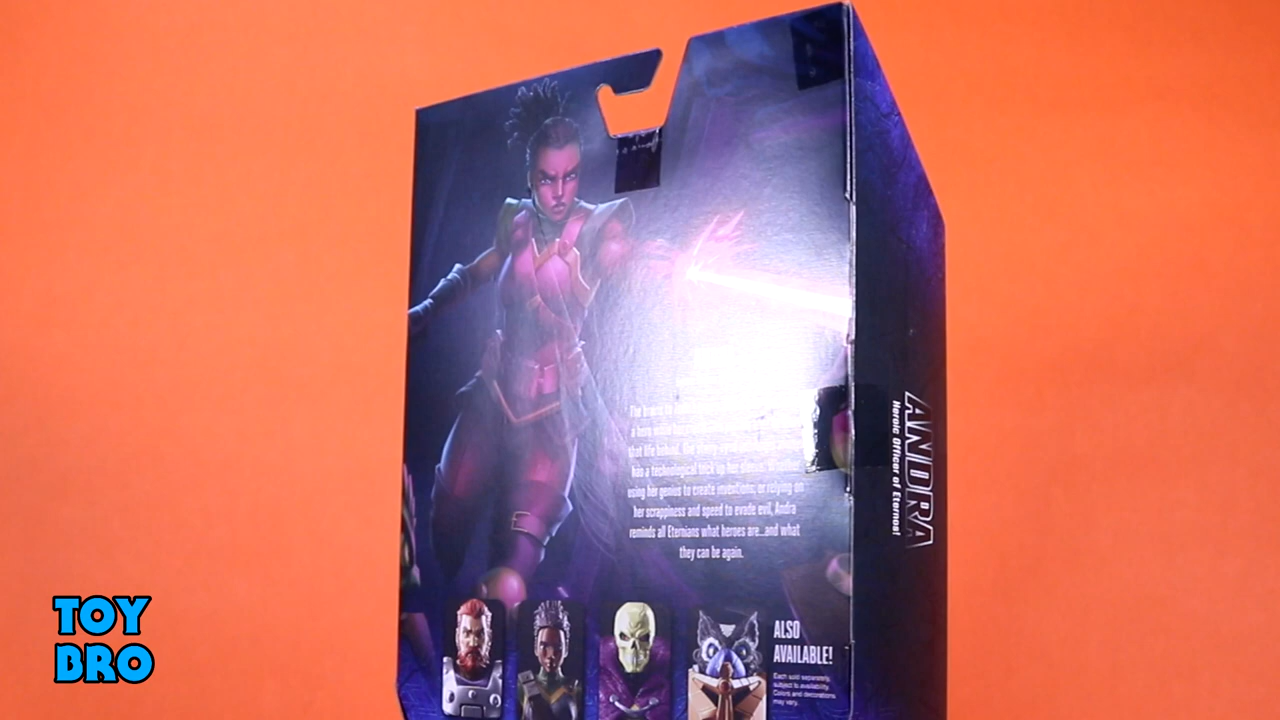 The brains to
a hero
that life behind.
has a technological trick up her
using her genius to create inventions, or relying on
her scrappiness and speed to evade evil, Andra
reminds all Eternians what heroes are...and what
they can be again.
ALSO
AVAILABLE!
Each sold separately,
subject to availability.
Colors and decorations
may vary.
ANDRA
Heroic Officer of Eternos!
TOY
BRO